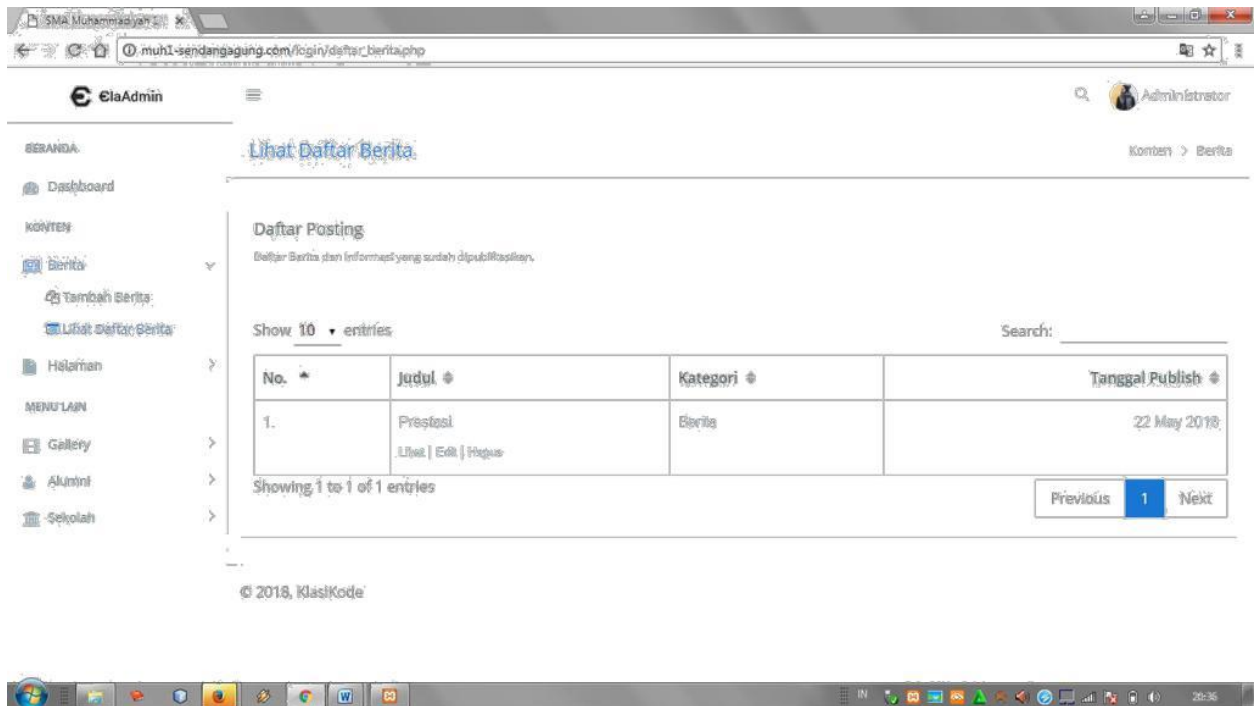 SMA Muhammadiyah
muh1-sendangagung.com/login/daftar_berita.php
ElaAdmin
Administrator
BERANDA
Lihat Daftar Berita
Konten > Berita
Dashboard
KONTEN
Daftar Posting
Daftar Berita dan Informasi yang sudah dipublikasikan.
Berita
Tambah Berita
Lihat Daftar Berita
Show 10 entries
Search:
Halaman
No.
Judul
Kategori
Tanggal Publish
MENU LAIN
1.
Prestasi
Berita
22 May 2018
Lihat | Edit | Hapus
Gallery
Alumni
Showing 1 to 1 of 1 entries
Previous
1
Next
Sekolah
© 2018, KlasiKode
IN
20:36